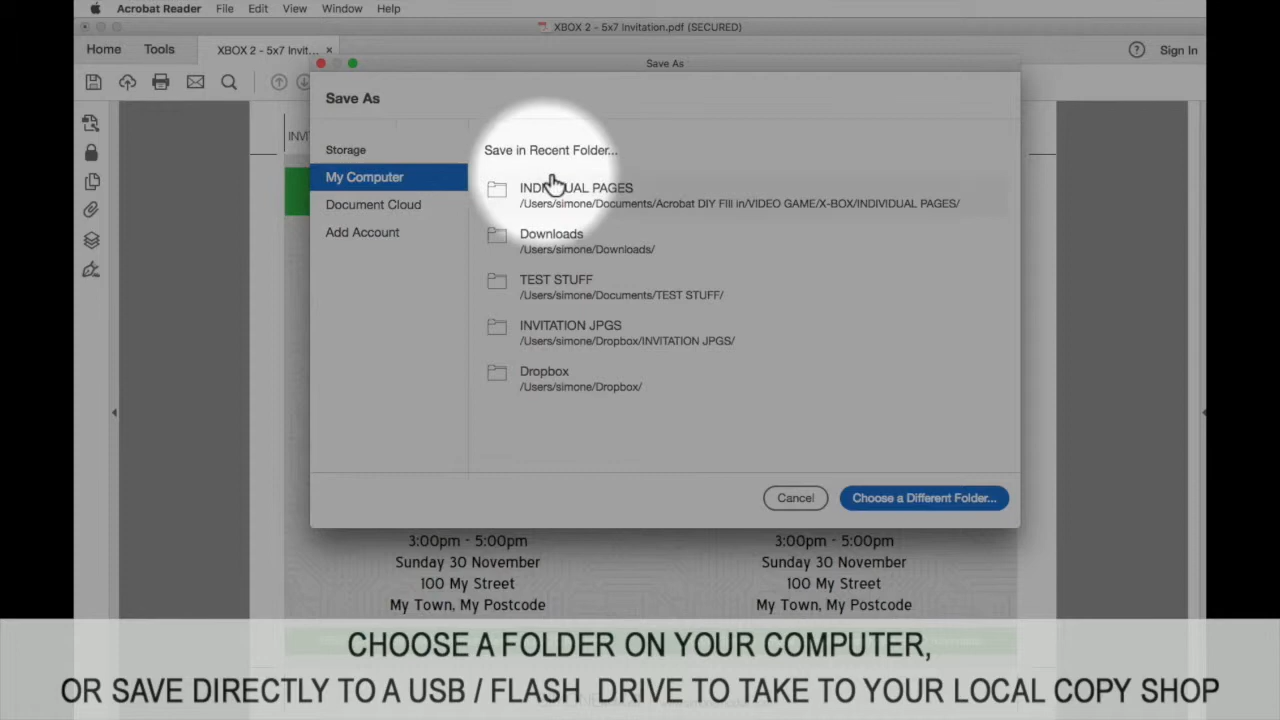 Acrobat Reader File Edit View Window Help
XBOX 2 - 5x7 Invitation.pdf (SECURED)
Home Tools XBOX 2 - 5x7 Invit... × ? Sign In
Save As
Save As
INVI
Storage
My Computer
Document Cloud
Add Account
Save in Recent Folder...
INDIVIDUAL PAGES
/Users/simone/Documents/Acrobat DIY FIll in/VIDEO GAME/X-BOX/INDIVIDUAL PAGES/
Downloads
/Users/simone/Downloads/
TEST STUFF
/Users/simone/Documents/TEST STUFF/
INVITATION JPGS
/Users/simone/Dropbox/INVITATION JPGS/
Dropbox
/Users/simone/Dropbox/
Cancel Choose a Different Folder...
3:00pm - 5:00pm 3:00pm - 5:00pm
Sunday 30 November Sunday 30 November
100 My Street 100 My Street
My Town, My Postcode My Town, My Postcode
CHOOSE A FOLDER ON YOUR COMPUTER,
OR SAVE DIRECTLY TO A USB / FLASH DRIVE TO TAKE TO YOUR LOCAL COPY SHOP